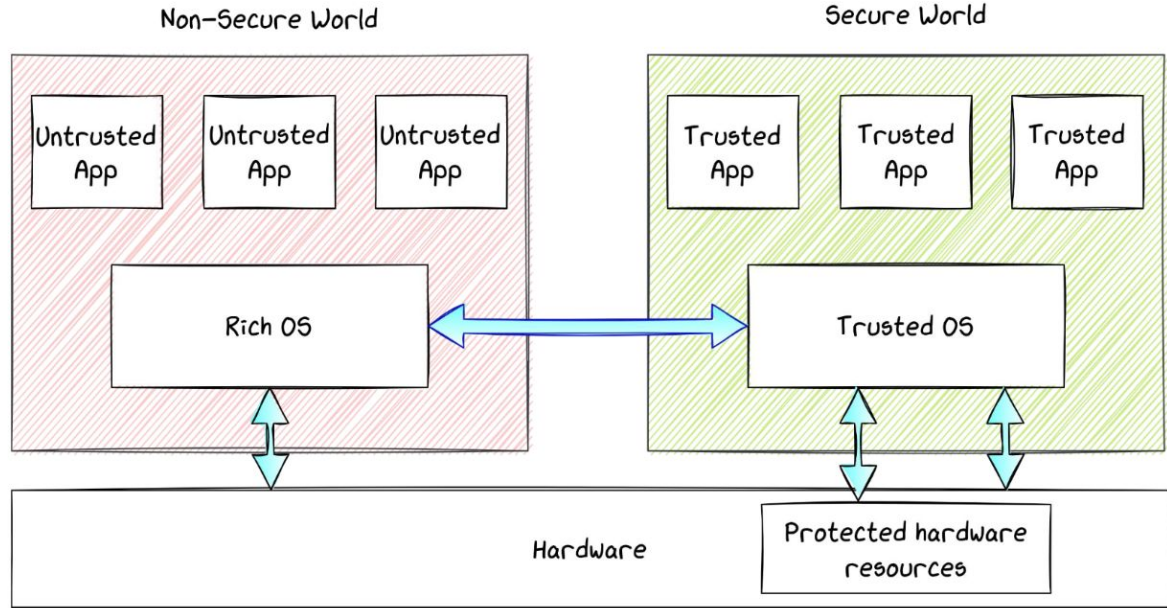 Non-Secure World
Secure World
Untrusted
App
Untrusted
App
Untrusted
App
Trusted
App
Trusted
App
Trusted
App
Rich OS
Trusted OS
Hardware
Protected hardware
resources